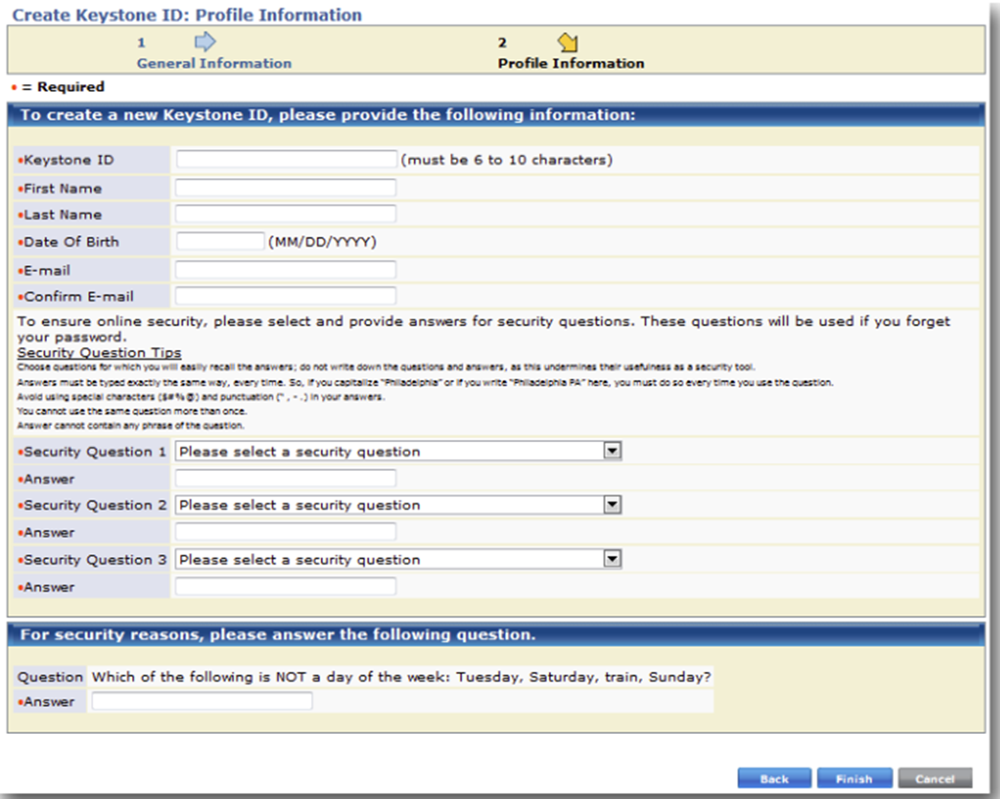 Create Keystone ID: Profile Information
1
General Information
2
Profile Information
• = Required
To create a new Keystone ID, please provide the following information:
•Keystone ID (must be 6 to 10 characters)
•First Name
•Last Name
•Date Of Birth (MM/DD/YYYY)
•E-mail
•Confirm E-mail
To ensure online security, please select and provide answers for security questions. These questions will be used if you forget
your password.
Security Question Tips
Choose questions for which you will easily recall the answers; do not write down the questions and answers, as this undermines their usefulness as a security tool.
Answers must be typed exactly the same way, every time. So, if you capitalize "Philadelphia" or if you write "Philadelphia PA" here, you must do so every time you use the question.
Avoid using special characters ($#%@) and punctuation (" , - .) in your answers.
You cannot use the same question more than once.
Answer cannot contain any phrase of the question.
•Security Question 1 Please select a security question
•Answer
•Security Question 2 Please select a security question
•Answer
•Security Question 3 Please select a security question
•Answer
For security reasons, please answer the following question.
Question Which of the following is NOT a day of the week: Tuesday, Saturday, train, Sunday?
•Answer
Back Finish Cancel